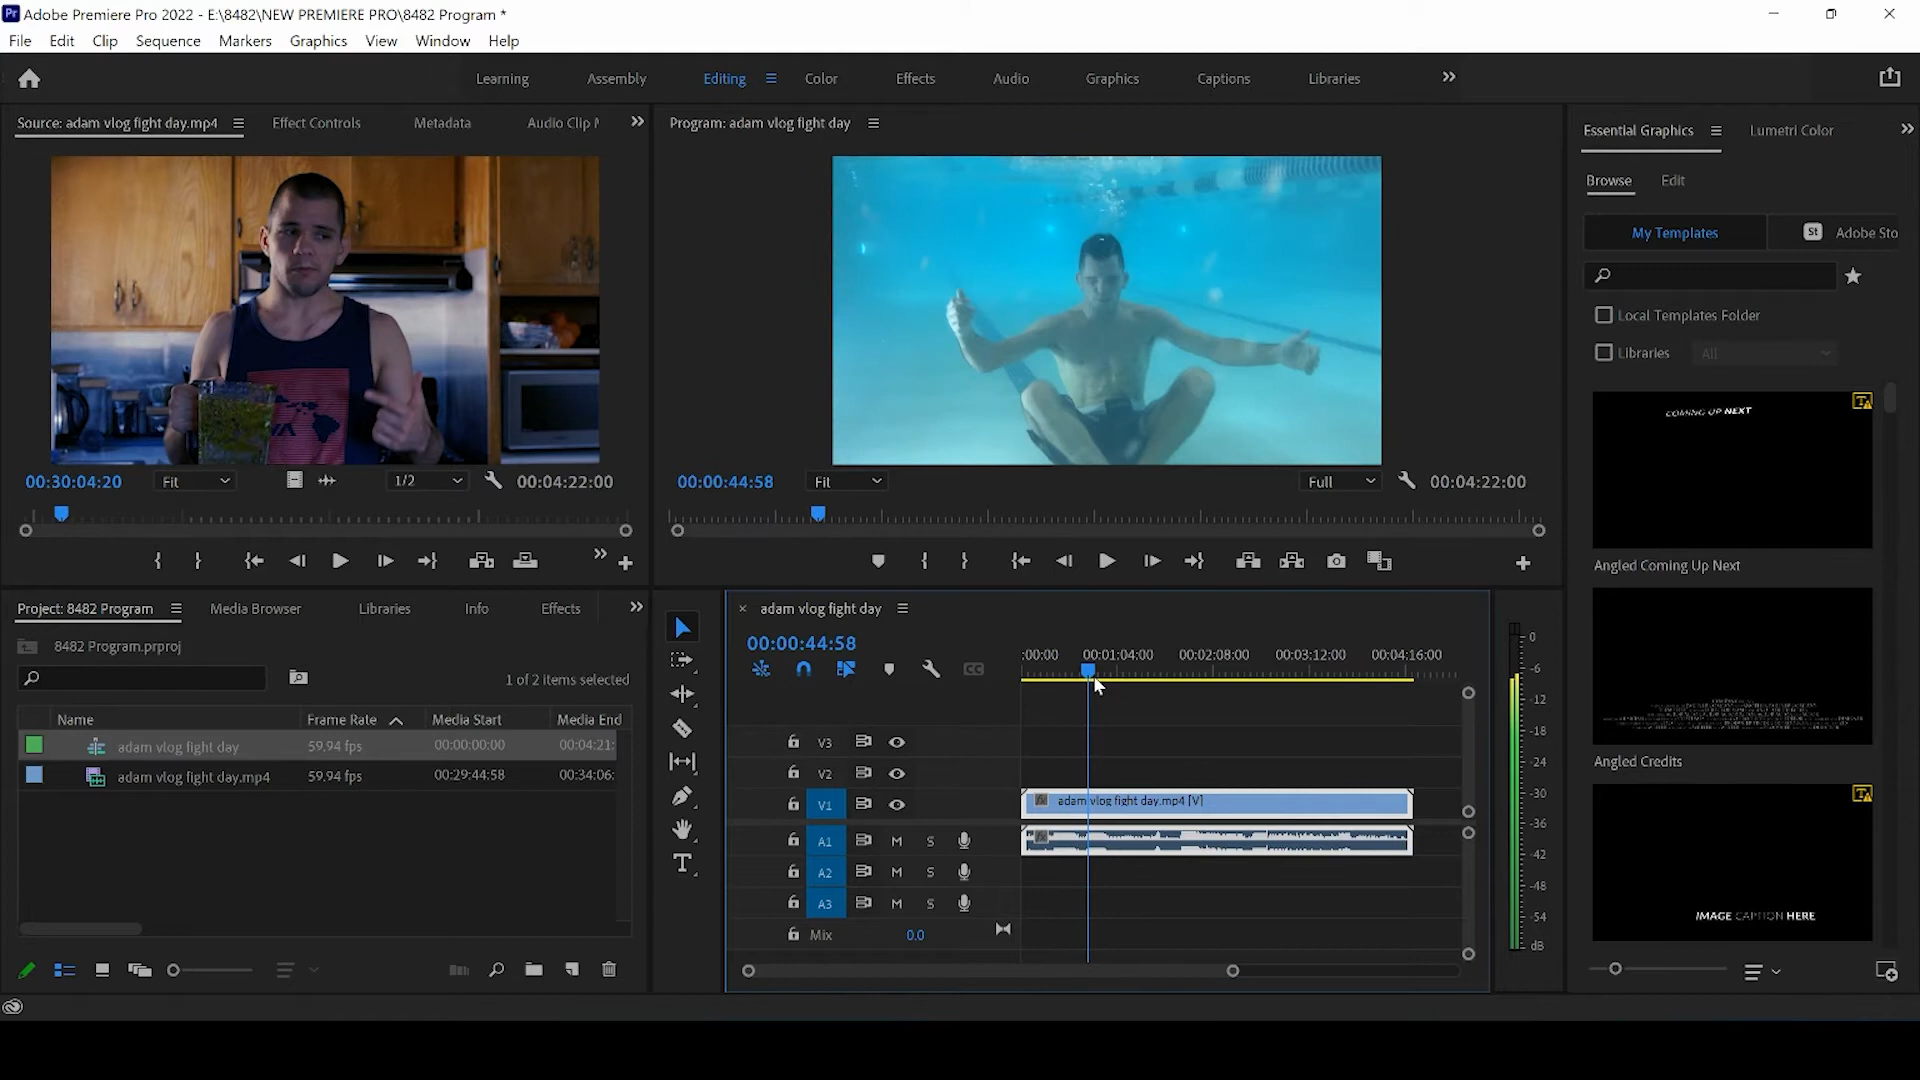 Adobe Premiere Pro 2022 - E:\8482\NEW PREMIERE PRO\8482 Program *
File Edit Clip Sequence Markers Graphics View Window Help
Learning Assembly Editing Color Effects Audio Graphics Captions Libraries
Source: adam vlog fight day.mp4 Effect Controls Metadata Audio Clip M
Program: adam vlog fight day
Essential Graphics Lumetri Color
Browse Edit
My Templates St Adobe Sto
Local Templates Folder
Libraries All
COMING UP NEXT
Angled Coming Up Next
Angled Credits
IMAGE CAPTION HERE
00:30:04:20 Fit 1/2 00:04:22:00
00:00:44:58 Fit Full 00:04:22:00
Project: 8482 Program Media Browser Libraries Info Effects
8482 Program.prproj
1 of 2 items selected
Name Frame Rate Media Start Media End
adam vlog fight day 59.94 fps 00:00:00:00 00:04:21:
adam vlog fight day.mp4 59.94 fps 00:29:44:58 00:34:06:
adam vlog fight day
00:00:44:58
:00:00 00:01:04:00 00:02:08:00 00:03:12:00 00:04:16:00
V3
V2
V1 fx adam vlog fight day.mp4 [V]
A1 M S fx
A2 M S
A3 M S
Mix 0.0
0
-6
-12
-18
-24
-30
-36
-42
-48
-54
dB